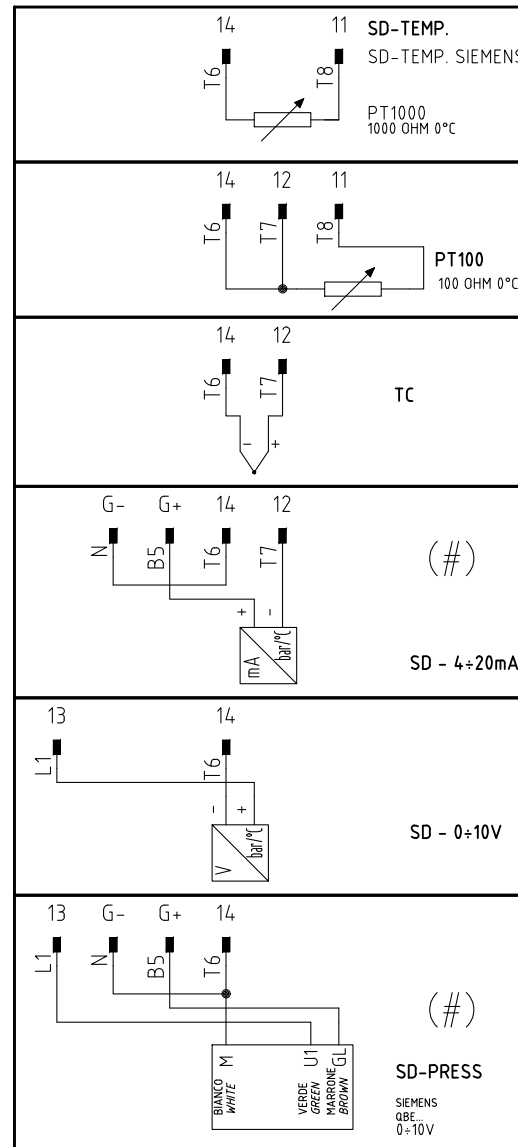 14 11 SD-TEMP.
SD-TEMP. SIEMENS
T6 T8
PT1000
1000 OHM 0°C
14 12 11
T6 T7 T8
PT100
100 OHM 0°C
14 12
T6 T7
TC
- +
G- G+ 14 12
N B5 T6 T7
(#)
+ -
mA bar/°C
SD - 4÷20mA
13 14
L1 T6
- +
V bar/°C
SD - 0÷10V
13 G- G+ 14
L1 N B5 T6
(#)
M U1 GL
BIANCO VERDE MARRONE
WHITE GREEN BROWN
SD-PRESS
SIEMENS
QBE...
0÷10V